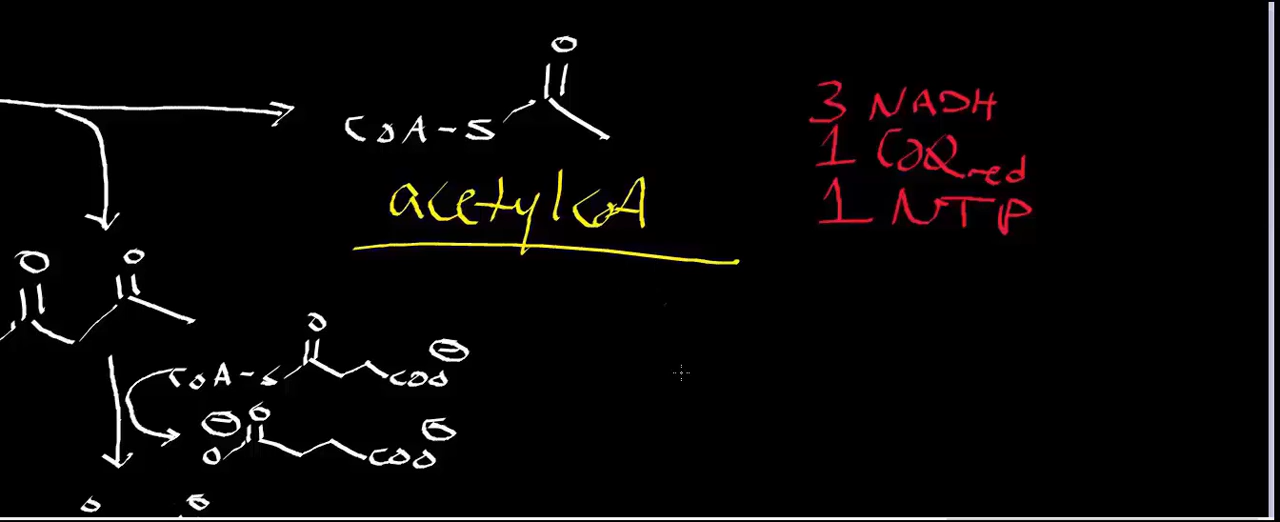 O
CoA-S
3 NADH
1 CoQred
1 NTP
acetylcoA
O
O
O
⊖
CoA-S
COO
⊖
O
⊖
O
COO
O
⊖